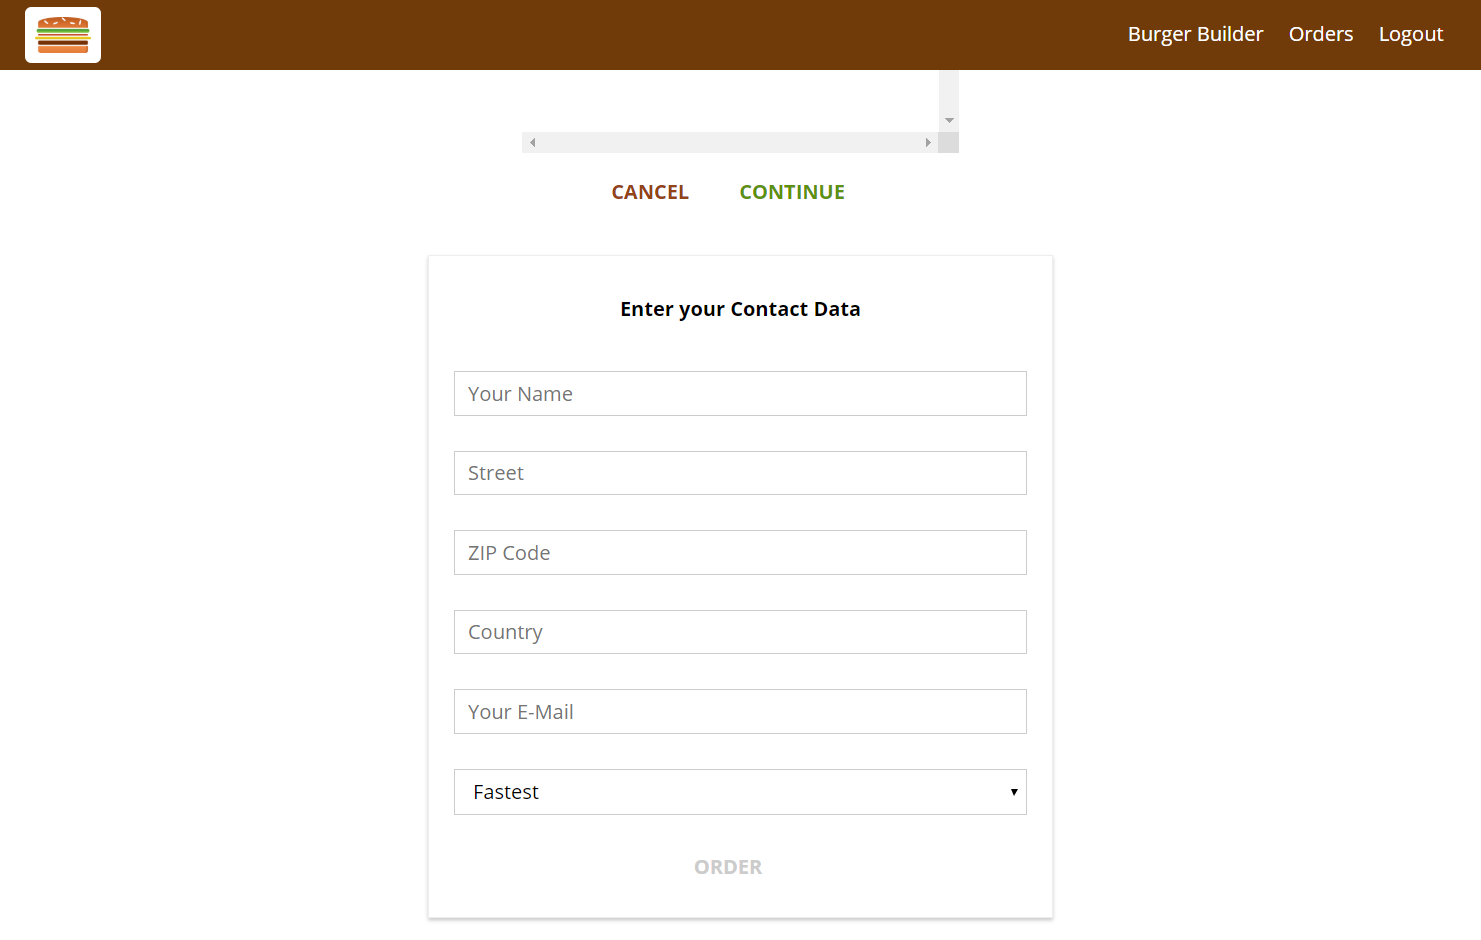 Burger Builder Orders Logout
CANCEL CONTINUE
Enter your Contact Data
Your Name
Street
ZIP Code
Country
Your E-Mail
Fastest
ORDER